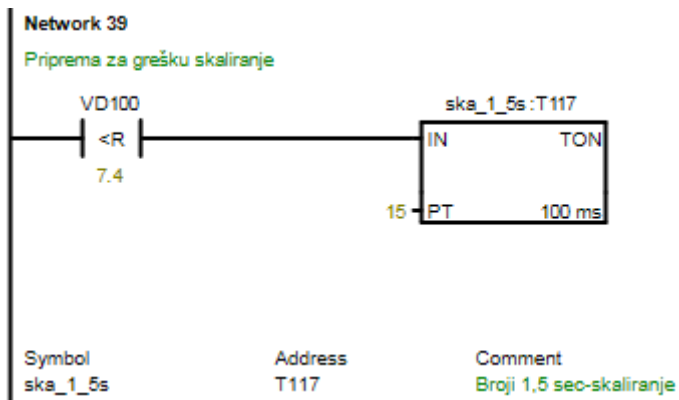 Network 39
Priprema za grešku skaliranje
VD100
<R
7.4
ska_1_5s:T117
IN TON
15 PT 100 ms
Symbol Address Comment
ska_1_5s T117 Broji 1,5 sec-skaliranje